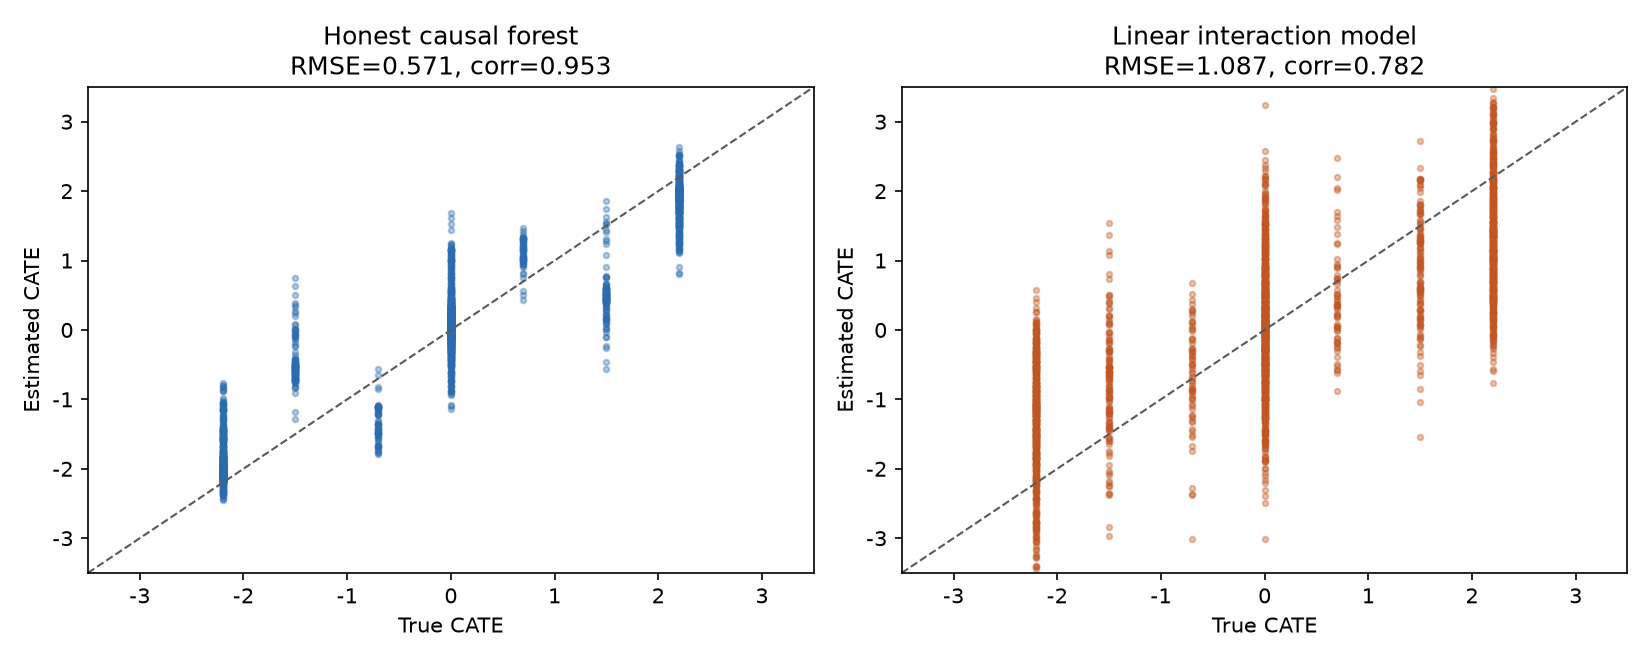 Honest causal forest
RMSE=0.571, corr=0.953
Estimated CATE
3
2
1
0
-1
-2
-3
-3 -2 -1 0 1 2 3
True CATE
Linear interaction model
RMSE=1.087, corr=0.782
Estimated CATE
3
2
1
0
-1
-2
-3
-3 -2 -1 0 1 2 3
True CATE